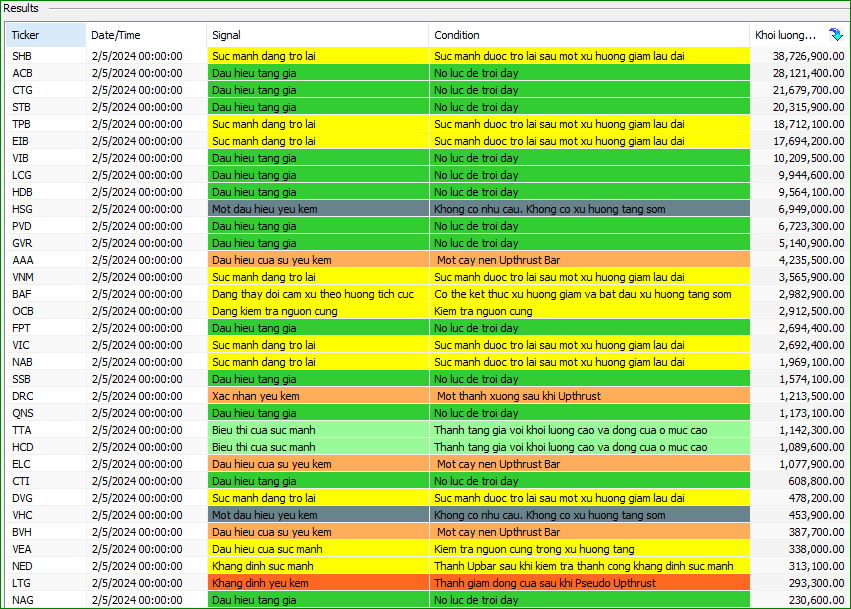 Results
Ticker Date/Time Signal Condition Khoi luong...
SHB 2/5/2024 00:00:00 Suc manh dang tro lai Suc manh duoc tro lai sau mot xu huong giam lau dai 38,726,900.00
ACB 2/5/2024 00:00:00 Dau hieu tang gia No luc de troi day 28,121,400.00
CTG 2/5/2024 00:00:00 Dau hieu tang gia No luc de troi day 21,679,700.00
STB 2/5/2024 00:00:00 Dau hieu tang gia No luc de troi day 20,315,900.00
TPB 2/5/2024 00:00:00 Suc manh dang tro lai Suc manh duoc tro lai sau mot xu huong giam lau dai 18,712,100.00
EIB 2/5/2024 00:00:00 Suc manh dang tro lai Suc manh duoc tro lai sau mot xu huong giam lau dai 17,694,200.00
VIB 2/5/2024 00:00:00 Dau hieu tang gia No luc de troi day 10,209,500.00
LCG 2/5/2024 00:00:00 Dau hieu tang gia No luc de troi day 9,944,600.00
HDB 2/5/2024 00:00:00 Dau hieu tang gia No luc de troi day 9,564,100.00
HSG 2/5/2024 00:00:00 Mot dau hieu yeu kem Khong co nhu cau. Khong co xu huong tang som 6,949,000.00
PVD 2/5/2024 00:00:00 Dau hieu tang gia No luc de troi day 6,723,300.00
GVR 2/5/2024 00:00:00 Dau hieu tang gia No luc de troi day 5,140,900.00
AAA 2/5/2024 00:00:00 Dau hieu cua su yeu kem Mot cay nen Upthrust Bar 4,235,500.00
VNM 2/5/2024 00:00:00 Suc manh dang tro lai Suc manh duoc tro lai sau mot xu huong giam lau dai 3,565,900.00
BAF 2/5/2024 00:00:00 Dang thay doi cam xu theo huong tich cuc Co the ket thuc xu huong giam va bat dau xu huong tang som 2,982,900.00
OCB 2/5/2024 00:00:00 Dang kiem tra nguon cung Kiem tra nguon cung 2,912,500.00
FPT 2/5/2024 00:00:00 Dau hieu tang gia No luc de troi day 2,694,400.00
VIC 2/5/2024 00:00:00 Suc manh dang tro lai Suc manh duoc tro lai sau mot xu huong giam lau dai 2,692,400.00
NAB 2/5/2024 00:00:00 Suc manh dang tro lai Suc manh duoc tro lai sau mot xu huong giam lau dai 1,969,100.00
SSB 2/5/2024 00:00:00 Dau hieu tang gia No luc de troi day 1,574,100.00
DRC 2/5/2024 00:00:00 Xac nhan yeu kem Mot thanh xuong sau khi Upthrust 1,213,500.00
QNS 2/5/2024 00:00:00 Dau hieu tang gia No luc de troi day 1,173,100.00
TTA 2/5/2024 00:00:00 Bieu thi cua suc manh Thanh tang gia voi khoi luong cao va dong cua o muc cao 1,142,300.00
HCD 2/5/2024 00:00:00 Bieu thi cua suc manh Thanh tang gia voi khoi luong cao va dong cua o muc cao 1,089,600.00
ELC 2/5/2024 00:00:00 Dau hieu cua su yeu kem Mot cay nen Upthrust Bar 1,077,900.00
CTI 2/5/2024 00:00:00 Dau hieu tang gia No luc de troi day 608,800.00
DVG 2/5/2024 00:00:00 Suc manh dang tro lai Suc manh duoc tro lai sau mot xu huong giam lau dai 478,200.00
VHC 2/5/2024 00:00:00 Mot dau hieu yeu kem Khong co nhu cau. Khong co xu huong tang som 453,900.00
BVH 2/5/2024 00:00:00 Dau hieu cua su yeu kem Mot cay nen Upthrust Bar 387,700.00
VEA 2/5/2024 00:00:00 Dau hieu cua suc manh Kiem tra nguon cung trong xu huong tang 338,000.00
NED 2/5/2024 00:00:00 Khang dinh suc manh Thanh Upbar sau khi kiem tra thanh cong khang dinh suc manh 313,100.00
LTG 2/5/2024 00:00:00 Khang dinh yeu kem Thanh giam dong cua sau khi Pseudo Upthrust 293,300.00
NAG 2/5/2024 00:00:00 Dau hieu tang gia No luc de troi day 230,600.00